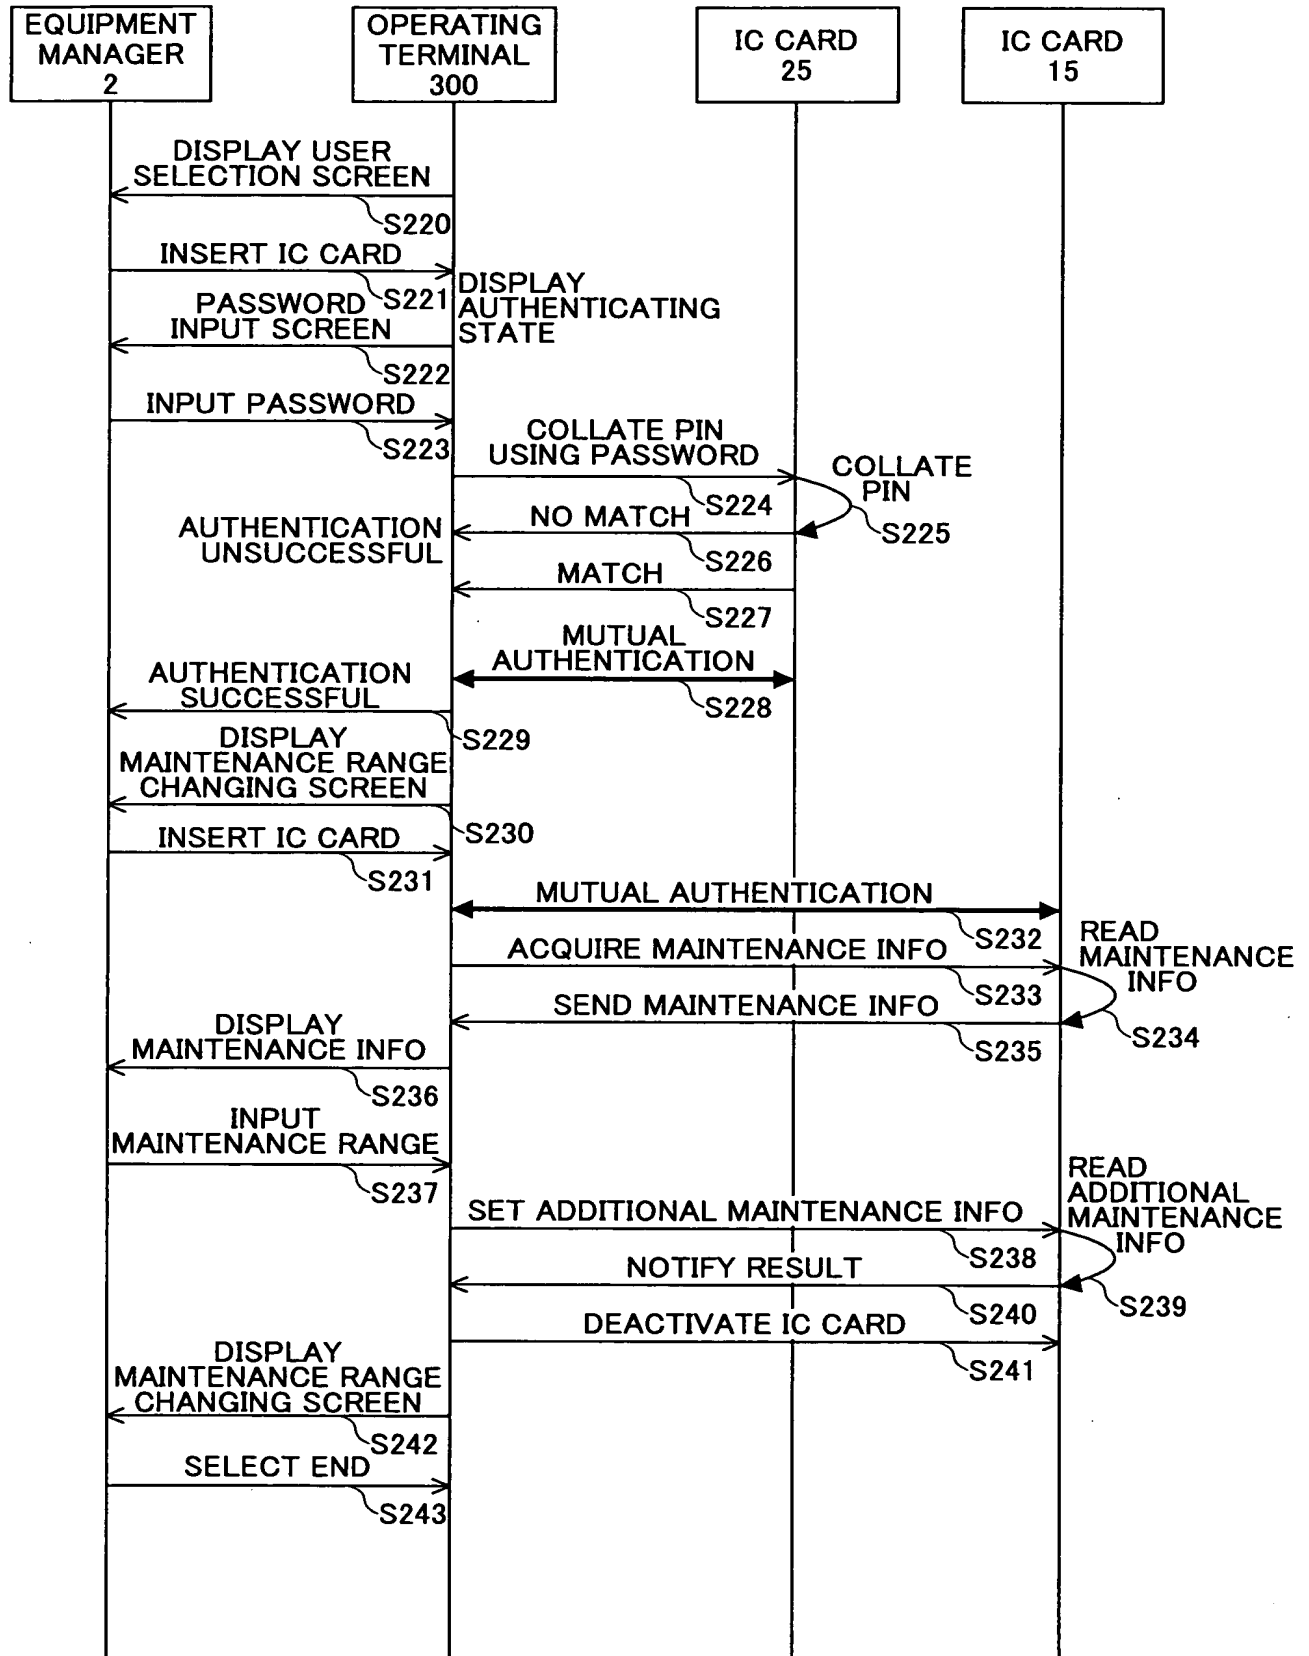 EQUIPMENT
MANAGER
2
OPERATING
TERMINAL
300
IC CARD
25
IC CARD
15
DISPLAY USER
SELECTION SCREEN
S220
INSERT IC CARD
S221
DISPLAY
AUTHENTICATING
STATE
PASSWORD
INPUT SCREEN
S222
INPUT PASSWORD
S223
COLLATE PIN
USING PASSWORD
S224
COLLATE
PIN
S225
NO MATCH
S226
AUTHENTICATION
UNSUCCESSFUL
MATCH
S227
MUTUAL
AUTHENTICATION
S228
AUTHENTICATION
SUCCESSFUL
S229
DISPLAY
MAINTENANCE RANGE
CHANGING SCREEN
S230
INSERT IC CARD
S231
MUTUAL AUTHENTICATION
S232
ACQUIRE MAINTENANCE INFO
S233
READ
MAINTENANCE
INFO
S234
SEND MAINTENANCE INFO
S235
DISPLAY
MAINTENANCE INFO
S236
INPUT
MAINTENANCE RANGE
S237
SET ADDITIONAL MAINTENANCE INFO
S238
READ
ADDITIONAL
MAINTENANCE
INFO
S239
NOTIFY RESULT
S240
DEACTIVATE IC CARD
S241
DISPLAY
MAINTENANCE RANGE
CHANGING SCREEN
S242
SELECT END
S243